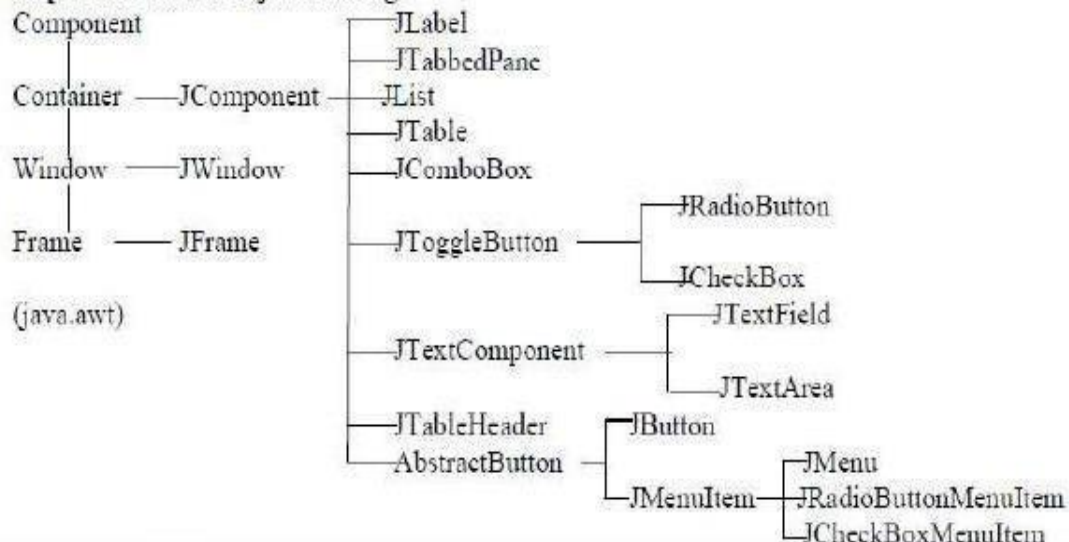 Component
JLabel
JTabbedPane
Container
JComponent
JList
JTable
Window
JWindow
JComboBox
JRadioButton
Frame
JFrame
JToggleButton
JCheckBox
(java.awt)
JTextField
JTextComponent
JTextArea
JTableHeader
JButton
AbstractButton
JMenu
JMenuItem
JRadioButtonMenuItem
JCheckBoxMenuItem